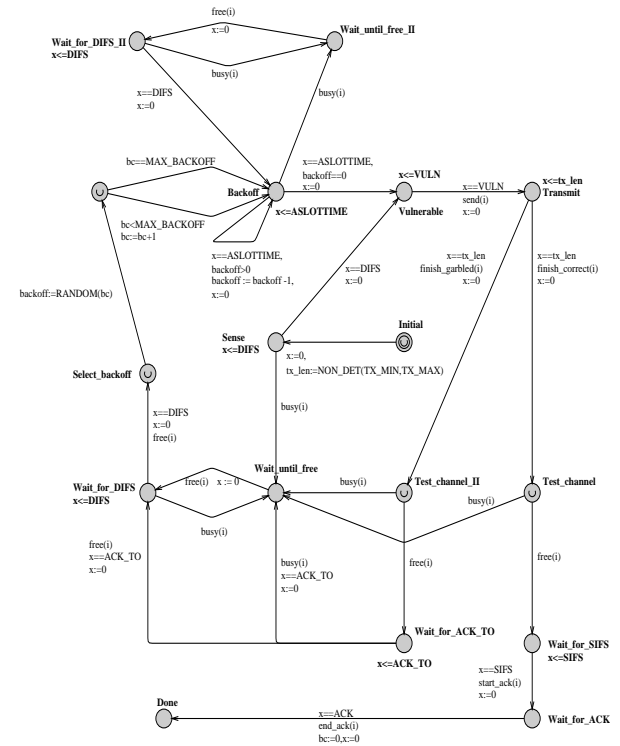 free(i)
x:=0
Wait_for_DIFS_II
x<=DIFS
Wait_until_free_II
busy(i)
x==DIFS
x:=0
busy(i)
bc==MAX_BACKOFF
x==ASLOTTIME,
backoff==0
x:=0
x<=VULN
x==VULN
send(i)
x:=0
x<=tx_len
Transmit
Backoff
x<=ASLOTTIME
Vulnerable
bc<MAX_BACKOFF
bc:=bc+1
x==ASLOTTIME,
backoff>0
backoff := backoff -1,
x:=0
x==DIFS
x:=0
x==tx_len
finish_garbled(i)
x:=0
x==tx_len
finish_correct(i)
x:=0
backoff:=RANDOM(bc)
Sense
x<=DIFS
Initial
x:=0,
tx_len:=NON_DET(TX_MIN,TX_MAX)
Select_backoff
busy(i)
x==DIFS
x:=0
free(i)
Wait_until_free
Wait_for_DIFS
x<=DIFS
free(i) x := 0
busy(i)
Test_channel_II
busy(i)
Test_channel
busy(i)
free(i)
x==ACK_TO
x:=0
busy(i)
x==ACK_TO
x:=0
free(i)
free(i)
Wait_for_ACK_TO
x<=ACK_TO
Wait_for_SIFS
x<=SIFS
x==SIFS
start_ack(i)
x:=0
Done
x==ACK
end_ack(i)
bc:=0,x:=0
Wait_for_ACK